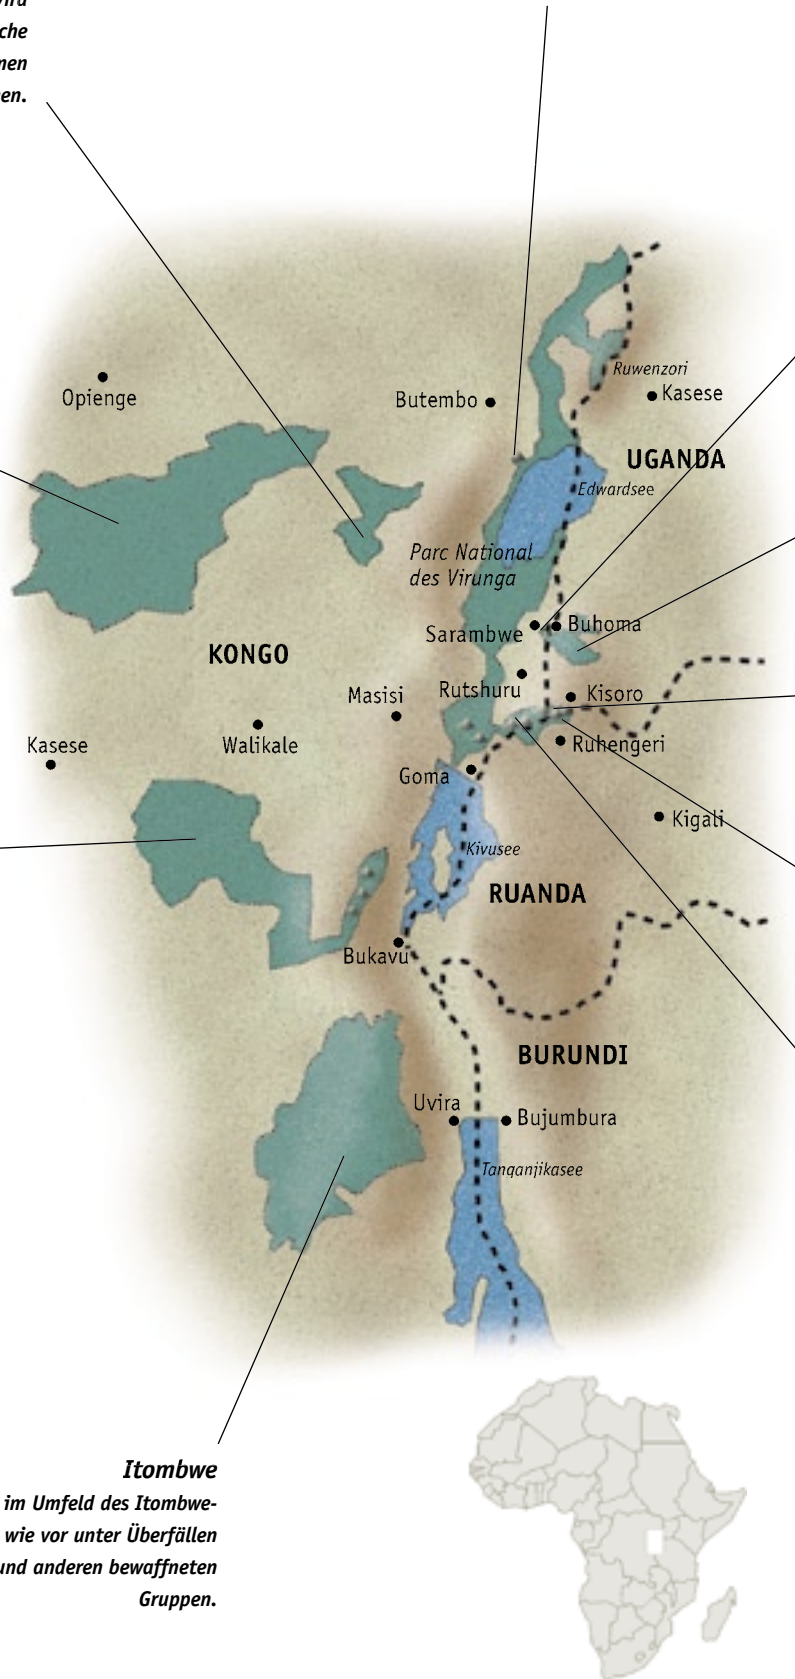 che
en.
Opienge
Butembo
Ruwenzori
Kasese
UGANDA
Edwardsee
Parc National
des Virunga
Sarambwe
Buhoma
KONGO
Rutshuru
Kisoro
Masisi
Walikale
Kasese
Ruhengeri
Goma
Kigali
Kivusee
RUANDA
Bukavu
BURUNDI
Uvira
Bujumbura
Tanganjikasee
Itombwe
im Umfeld des Itombwe-
wie vor unter Überfällen
und anderen bewaffneten
Gruppen.